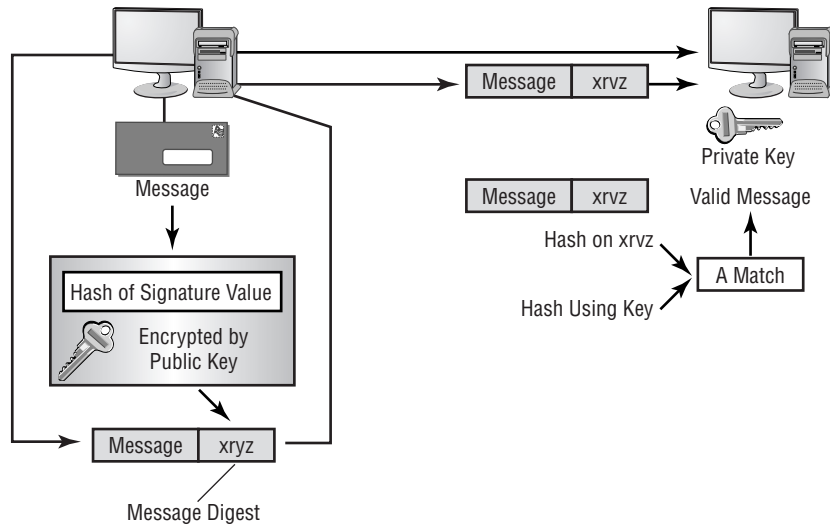 Message xrvz
Private Key
Message
Message xrvz
Valid Message
Hash on xrvz
A Match
Hash of Signature Value
Hash Using Key
Encrypted by
Public Key
Message xryz
Message Digest